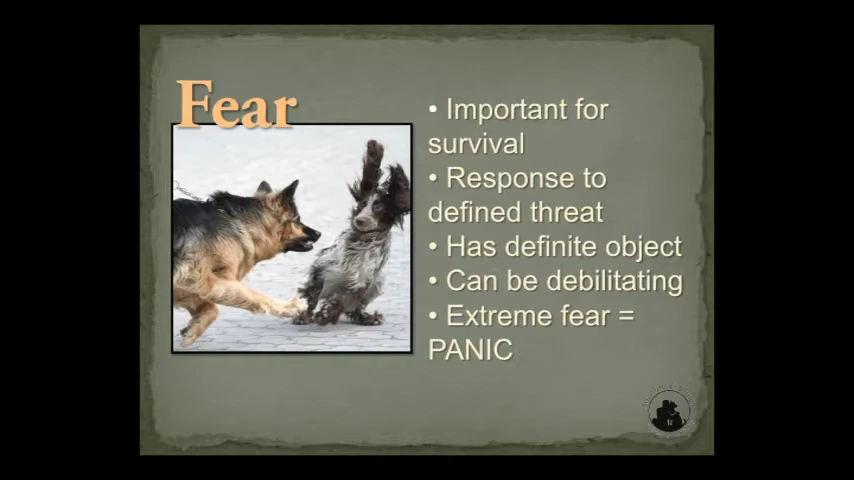 Fear
• Important for
survival
• Response to
defined threat
• Has definite object
• Can be debilitating
• Extreme fear =
PANIC